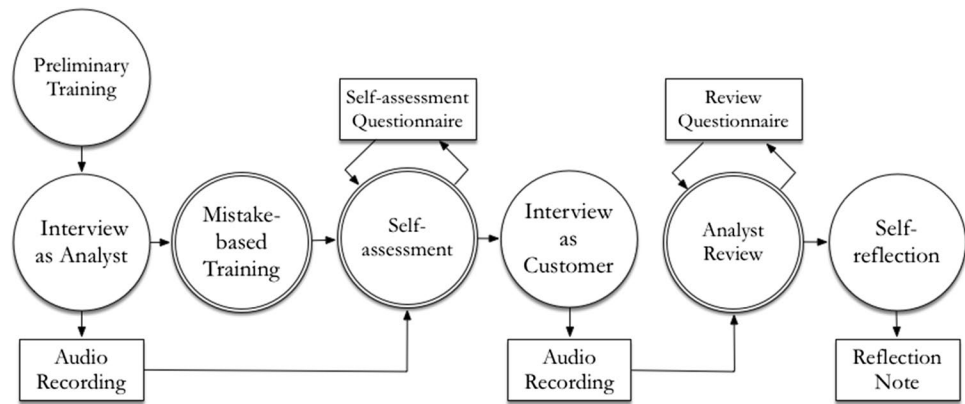 Preliminary
Training
Self-assessment
Questionnaire
Review
Questionnaire
Interview
as Analyst
Mistake-
based
Training
Self-
assessment
Interview
as
Customer
Analyst
Review
Self-
reflection
Audio
Recording
Audio
Recording
Reflection
Note